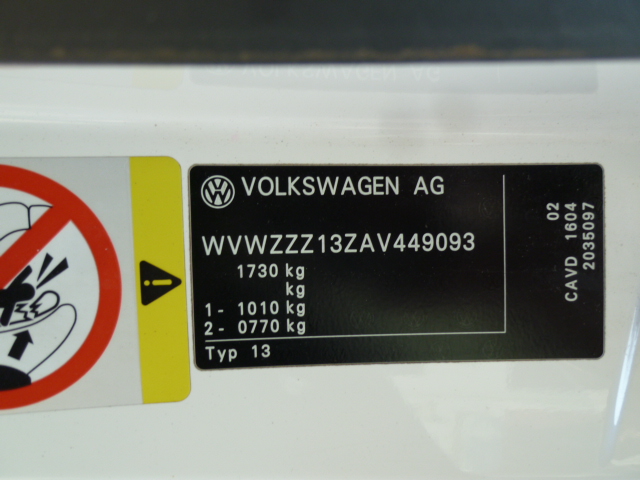 VOLKSWAGEN AG
WVWZZZ13ZAV449093
1730 kg
kg
1- 1010 kg
2- 0770 kg
Typ 13
02
CAVD 1604
2035097